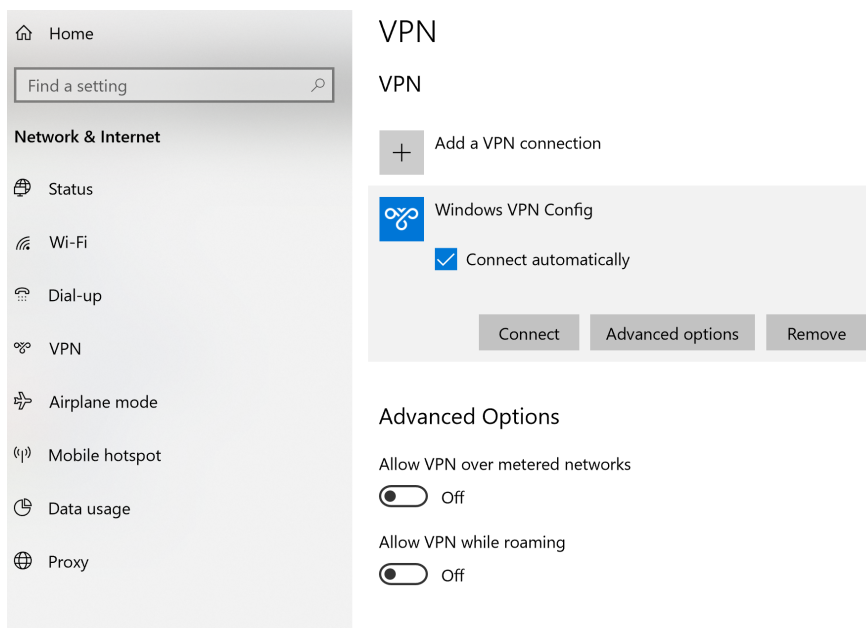 Home
Find a setting
Network & Internet
Status
Wi-Fi
Dial-up
VPN
Airplane mode
Mobile hotspot
Data usage
Proxy
VPN
VPN
Add a VPN connection
Windows VPN Config
Connect automatically
Connect
Advanced options
Remove
Advanced Options
Allow VPN over metered networks
Off
Allow VPN while roaming
Off